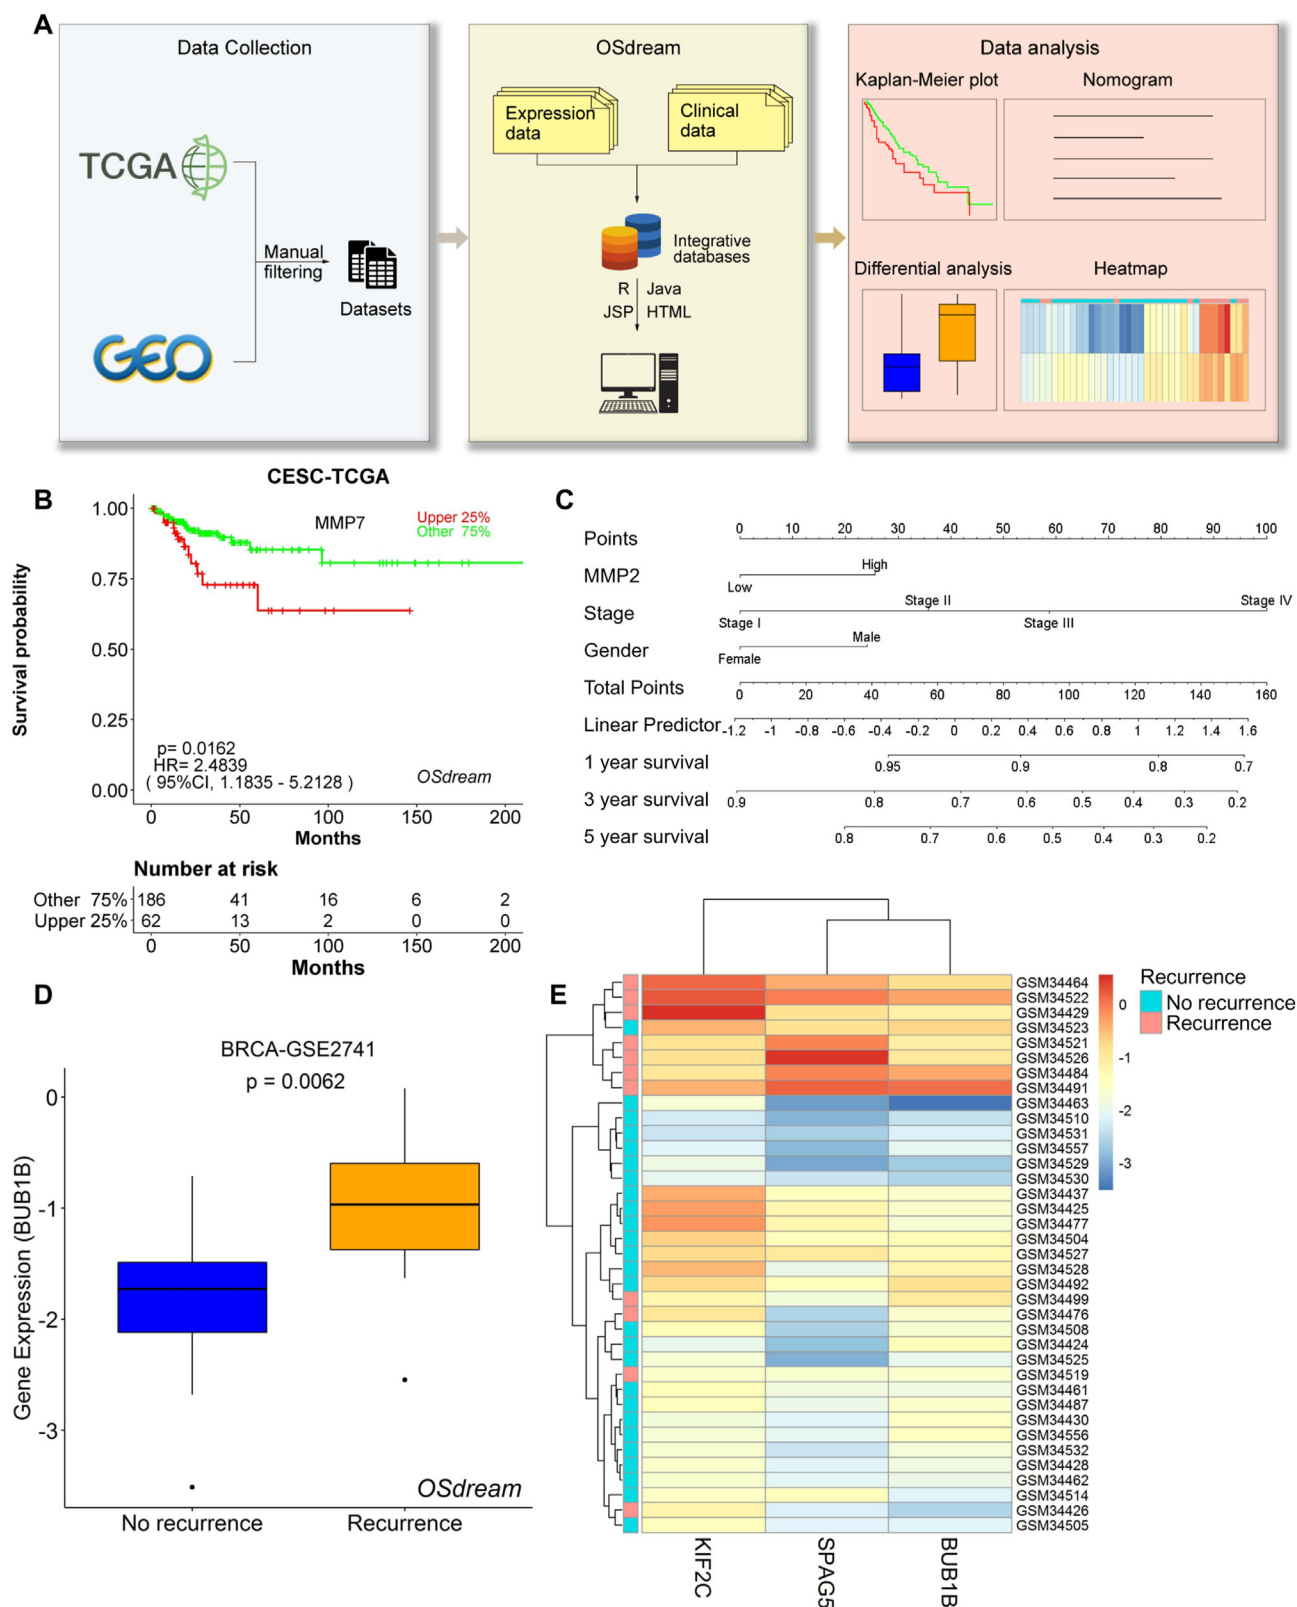 A
Data Collection
TCGA
GEO
Manual
filtering
Datasets
OSdream
Expression
data
Clinical
data
Integrative
databases
R Java
JSP HTML
Data analysis
Kaplan-Meier plot
Nomogram
Differential analysis
Heatmap
B
CESC-TCGA
MMP7
Upper 25%
Other 75%
Survival probability
1.00
0.75
0.50
0.25
0.00
p= 0.0162
HR= 2.4839
( 95%CI, 1.1835 - 5.2128 )
OSdream
0 50 100 150 200
Months
Number at risk
Other 75% 186 41 16 6 2
Upper 25% 62 13 2 0 0
0 50 100 150 200
Months
C
0 10 20 30 40 50 60 70 80 90 100
Points
High
MMP2
Low
Stage II Stage IV
Stage
Stage I Stage III
Male
Gender
Female
Total Points
0 20 40 60 80 100 120 140 160
Linear Predictor
-1.2 -1 -0.8 -0.6 -0.4 -0.2 0 0.2 0.4 0.6 0.8 1 1.2 1.4 1.6
1 year survival
0.95 0.9 0.8 0.7
3 year survival
0.9 0.8 0.7 0.6 0.5 0.4 0.3 0.2
5 year survival
0.8 0.7 0.6 0.5 0.4 0.3 0.2
D
BRCA-GSE2741
p = 0.0062
Gene Expression (BUB1B)
0
-1
-2
-3
OSdream
No recurrence Recurrence
E
GSM34464
GSM34522
GSM34429
GSM34523
GSM34521
GSM34526
GSM34484
GSM34491
GSM34463
GSM34510
GSM34531
GSM34557
GSM34529
GSM34530
GSM34437
GSM34425
GSM34477
GSM34504
GSM34527
GSM34528
GSM34492
GSM34499
GSM34476
GSM34508
GSM34424
GSM34525
GSM34519
GSM34461
GSM34487
GSM34430
GSM34556
GSM34532
GSM34428
GSM34462
GSM34514
GSM34426
GSM34505
KIF2C
SPAG5
BUB1B
0
-1
-2
-3
Recurrence
No recurrence
Recurrence